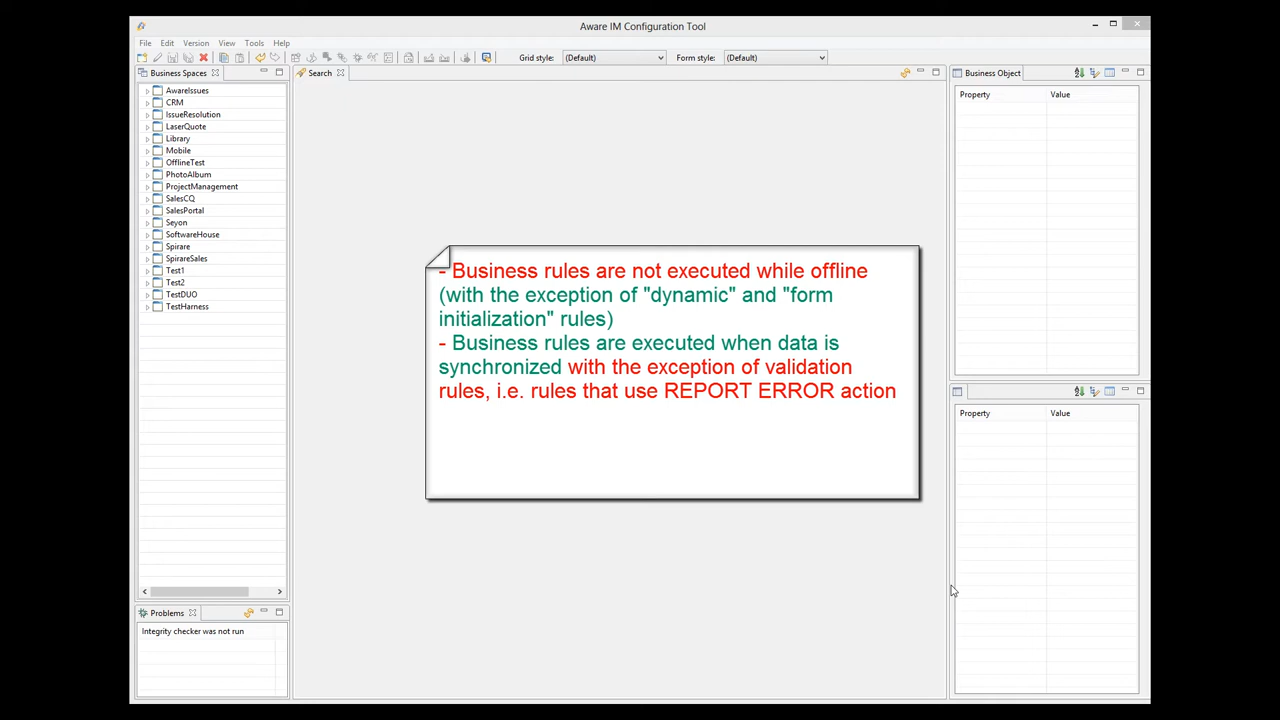 Aware IM Configuration Tool
File Edit Version View Tools Help
Grid style: (Default) Form style: (Default)
Business Spaces
Search
Business Object
AwareIssues
CRM
IssueResolution
LaserQuote
Library
Mobile
OfflineTest
PhotoAlbum
ProjectManagement
SalesCQ
SalesPortal
Seyon
SoftwareHouse
Spirare
SpirareSales
Test1
Test2
TestDUO
TestHarness
- Business rules are not executed while offline
(with the exception of "dynamic" and "form
initialization" rules)
- Business rules are executed when data is
synchronized with the exception of validation
rules, i.e. rules that use REPORT ERROR action
Property Value
Property Value
Problems
Integrity checker was not run